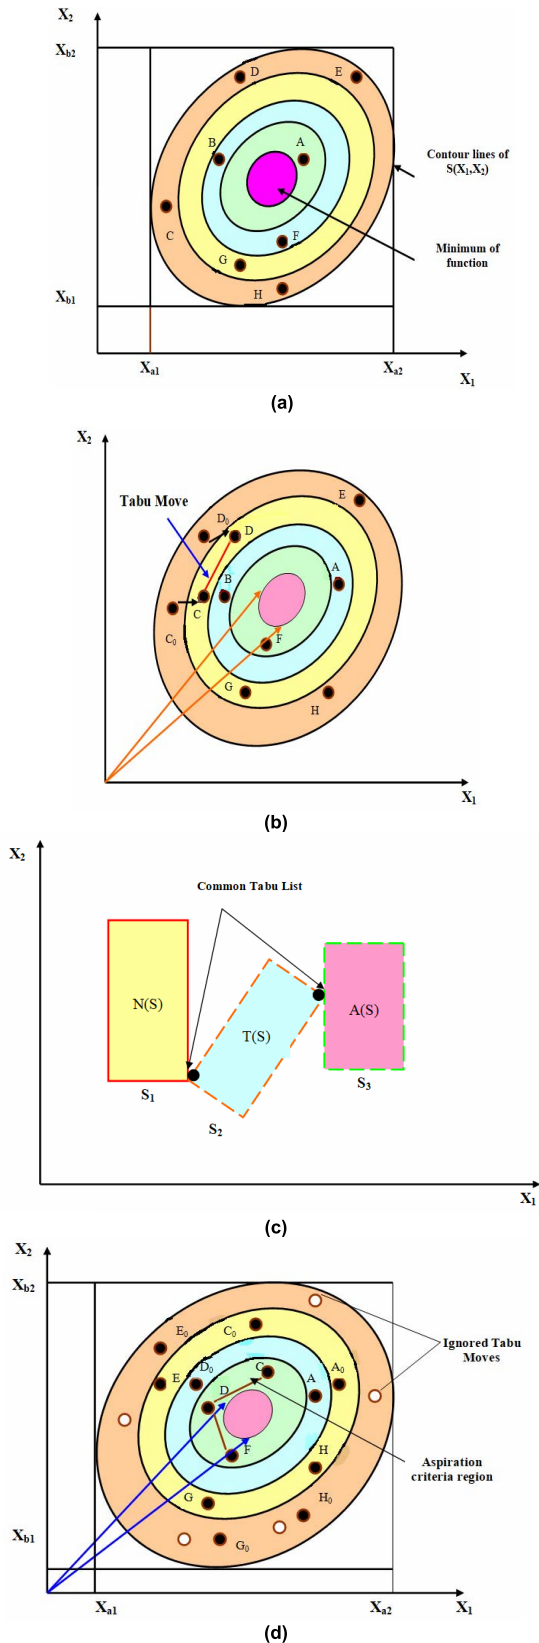 X2
Xb2
D
E
B
A
Contour lines of
S(X1,X2)
C
F
Minimum of
function
G
H
Xb1
Xa1
Xa2
X1
(a)
X2
Tabu Move
E
D0
D
B
A
C
C0
F
G
H
X1
(b)
X2
Common Tabu List
N(S)
A(S)
T(S)
S1
S3
S2
X1
(c)
X2
Xb2
E0
C0
Ignored Tabu
Moves
E
D0
C
A0
D
A
F
H
Aspiration
criteria region
G
H0
G0
Xb1
Xa1
Xa2
X1
(d)